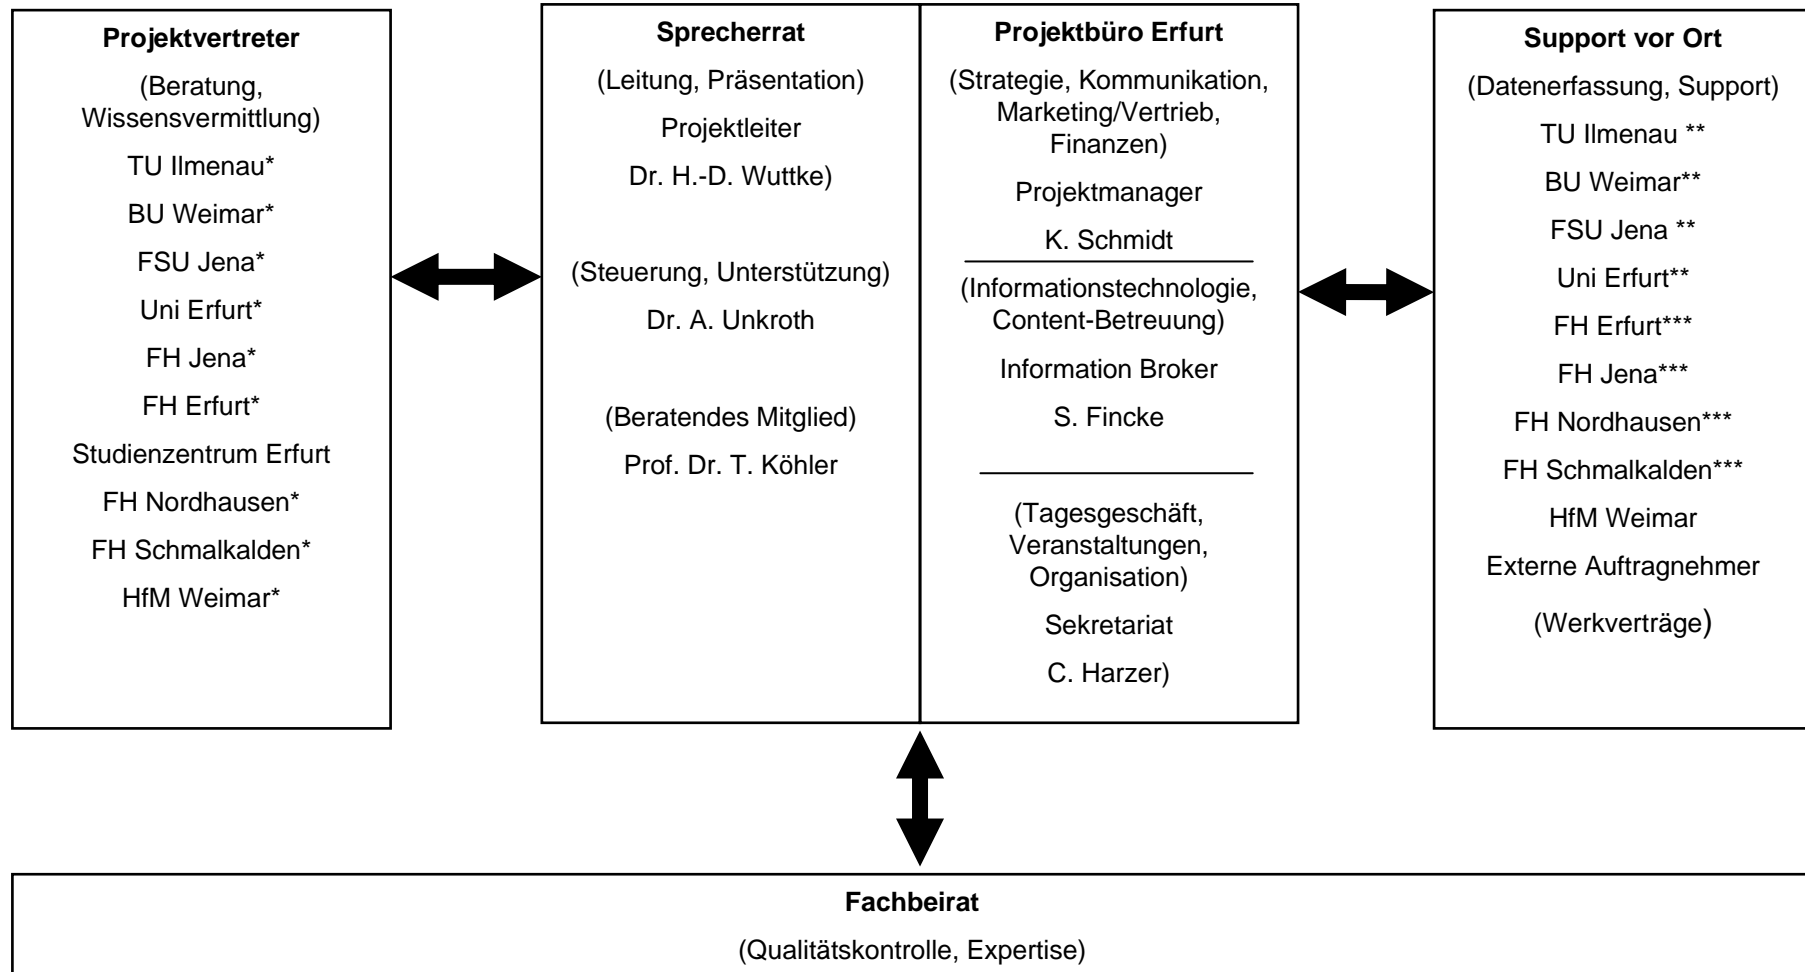 Projektvertreter
(Beratung,
Wissensvermittlung)
TU Ilmenau*
BU Weimar*
FSU Jena*
Uni Erfurt*
FH Jena*
FH Erfurt*
Studienzentrum Erfurt
FH Nordhausen*
FH Schmalkalden*
HfM Weimar*
Sprecherrat
(Leitung, Präsentation)
Projektleiter
Dr. H.-D. Wuttke)
(Steuerung, Unterstützung)
Dr. A. Unkroth
(Beratendes Mitglied)
Prof. Dr. T. Köhler
Projektbüro Erfurt
(Strategie, Kommunikation,
Marketing/Vertrieb,
Finanzen)
Projektmanager
K. Schmidt
(Informationstechnologie,
Content-Betreuung)
Information Broker
S. Fincke
(Tagesgeschäft,
Veranstaltungen,
Organisation)
Sekretariat
C. Harzer)
Support vor Ort
(Datenerfassung, Support)
TU Ilmenau **
BU Weimar**
FSU Jena **
Uni Erfurt**
FH Erfurt***
FH Jena***
FH Nordhausen***
FH Schmalkalden***
HfM Weimar
Externe Auftragnehmer
(Werkverträge)
Fachbeirat
(Qualitätskontrolle, Expertise)